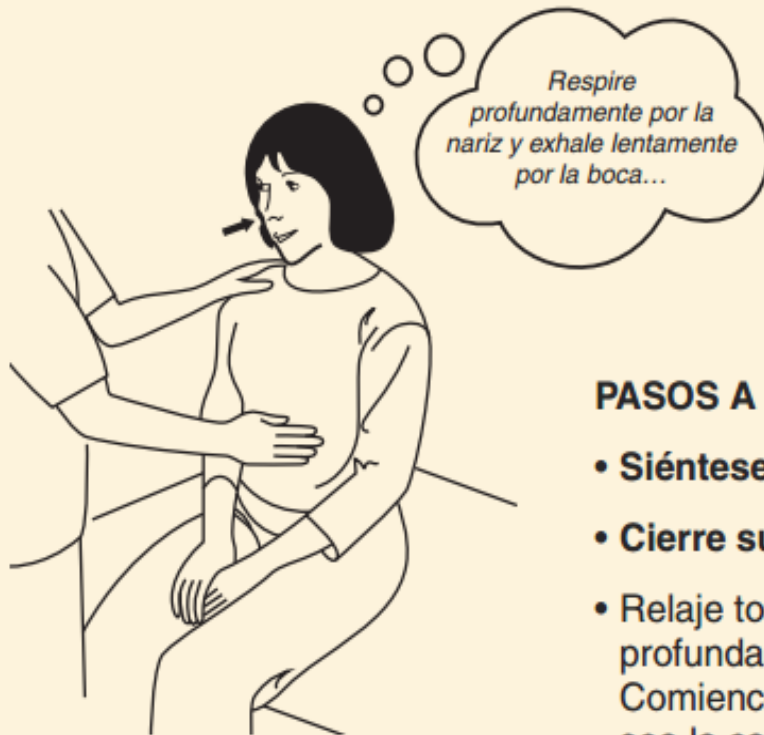 Respire
profundamente por la
nariz y exhale lentamente
por la boca...
PASOS A
• Siéntese
• Cierre su
• Relaje to
profunda
Comienc